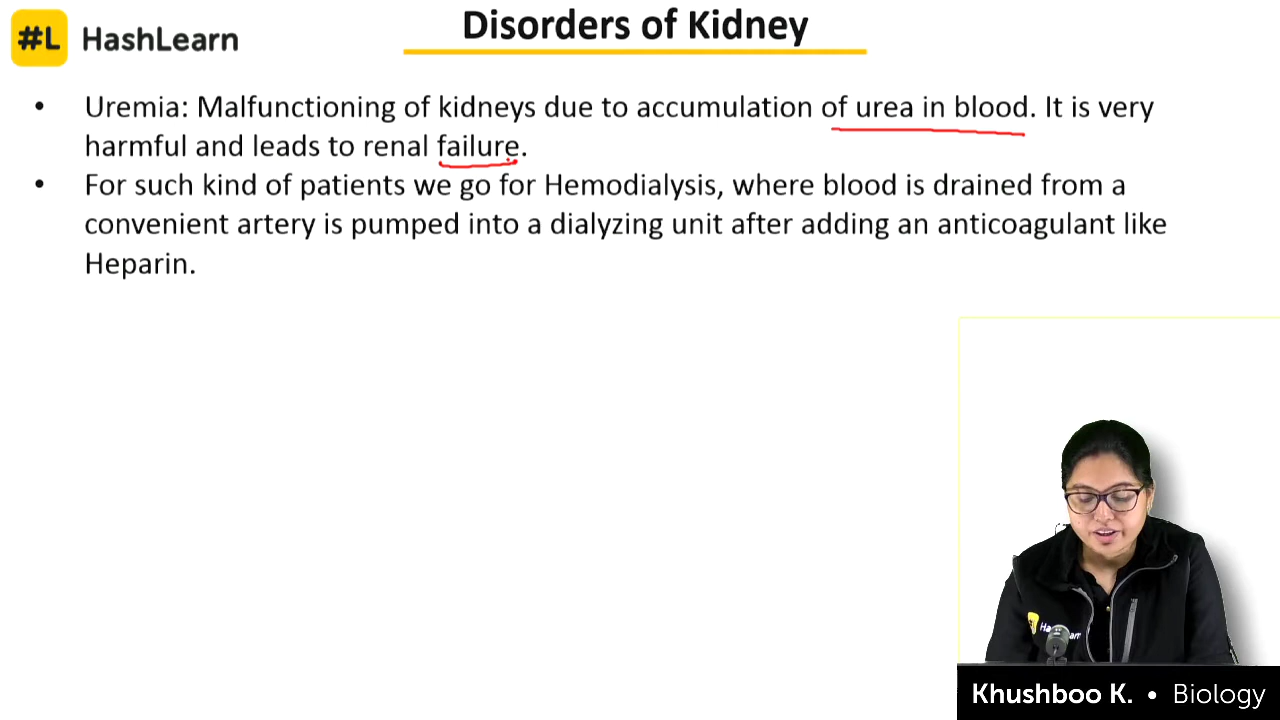 #L HashLearn
Disorders of Kidney
• Uremia: Malfunctioning of kidneys due to accumulation of urea in blood. It is very
harmful and leads to renal failure.
• For such kind of patients we go for Hemodialysis, where blood is drained from a
convenient artery is pumped into a dialyzing unit after adding an anticoagulant like
Heparin.
Khushboo K. • Biology